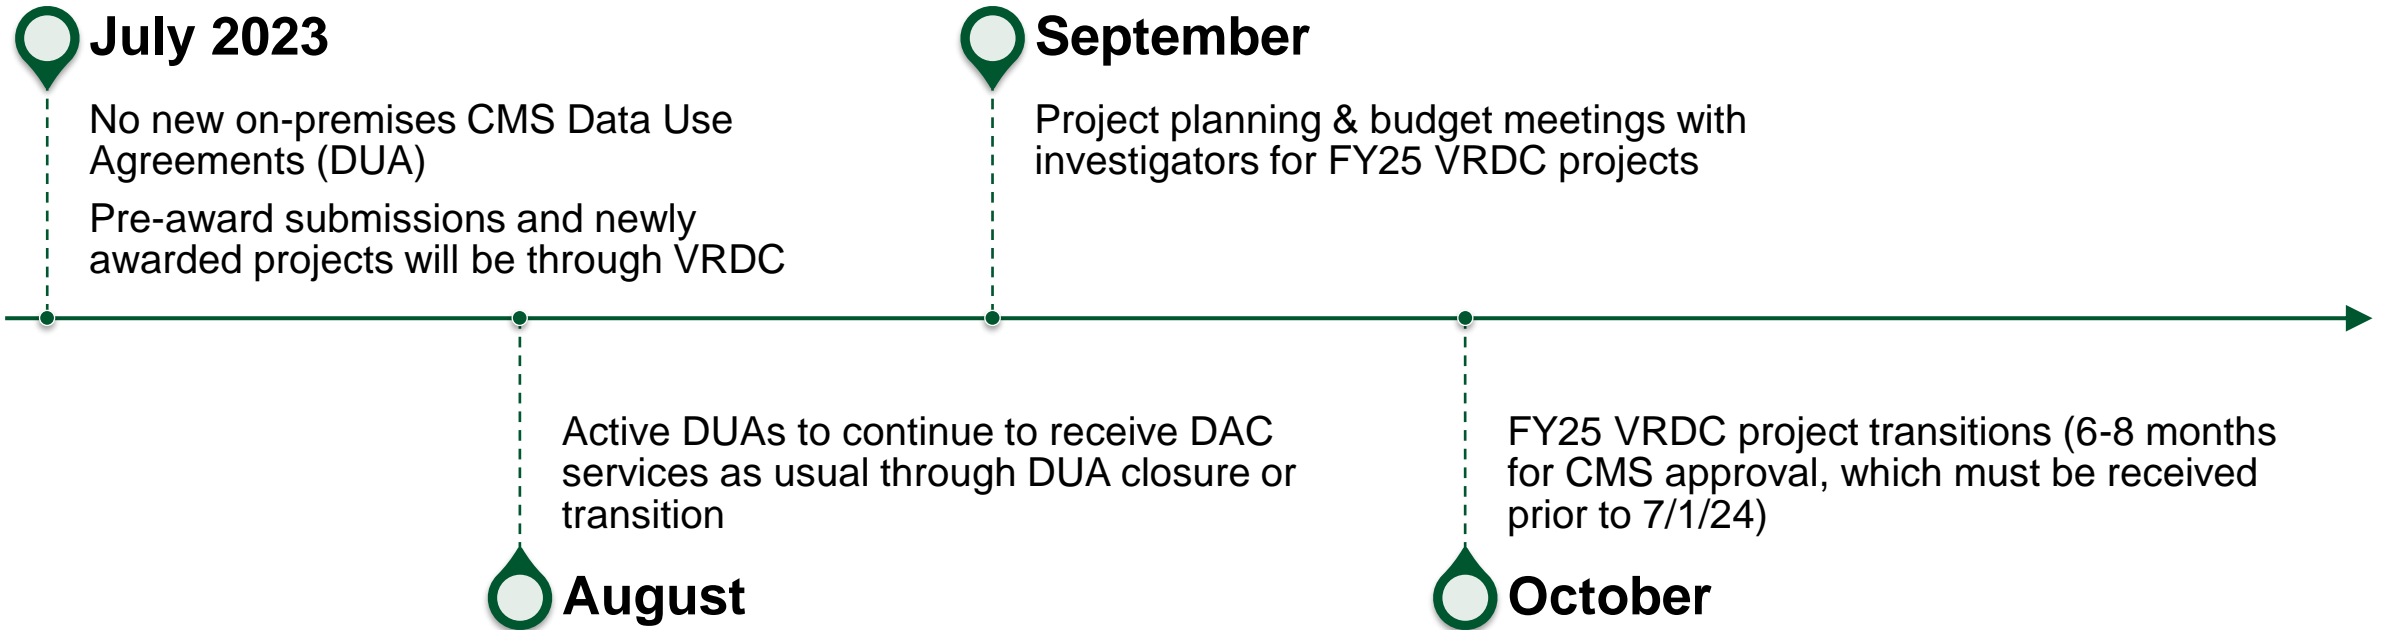 July 2023
No new on-premises CMS Data Use
Agreements (DUA)
Pre-award submissions and newly
awarded projects will be through VRDC
Active DUAs to continue to receive DAC
services as usual through DUA closure or
transition
August
September
Project planning & budget meetings with
investigators for FY25 VRDC projects
FY25 VRDC project transitions (6-8 months
for CMS approval, which must be received
prior to 7/1/24)
October